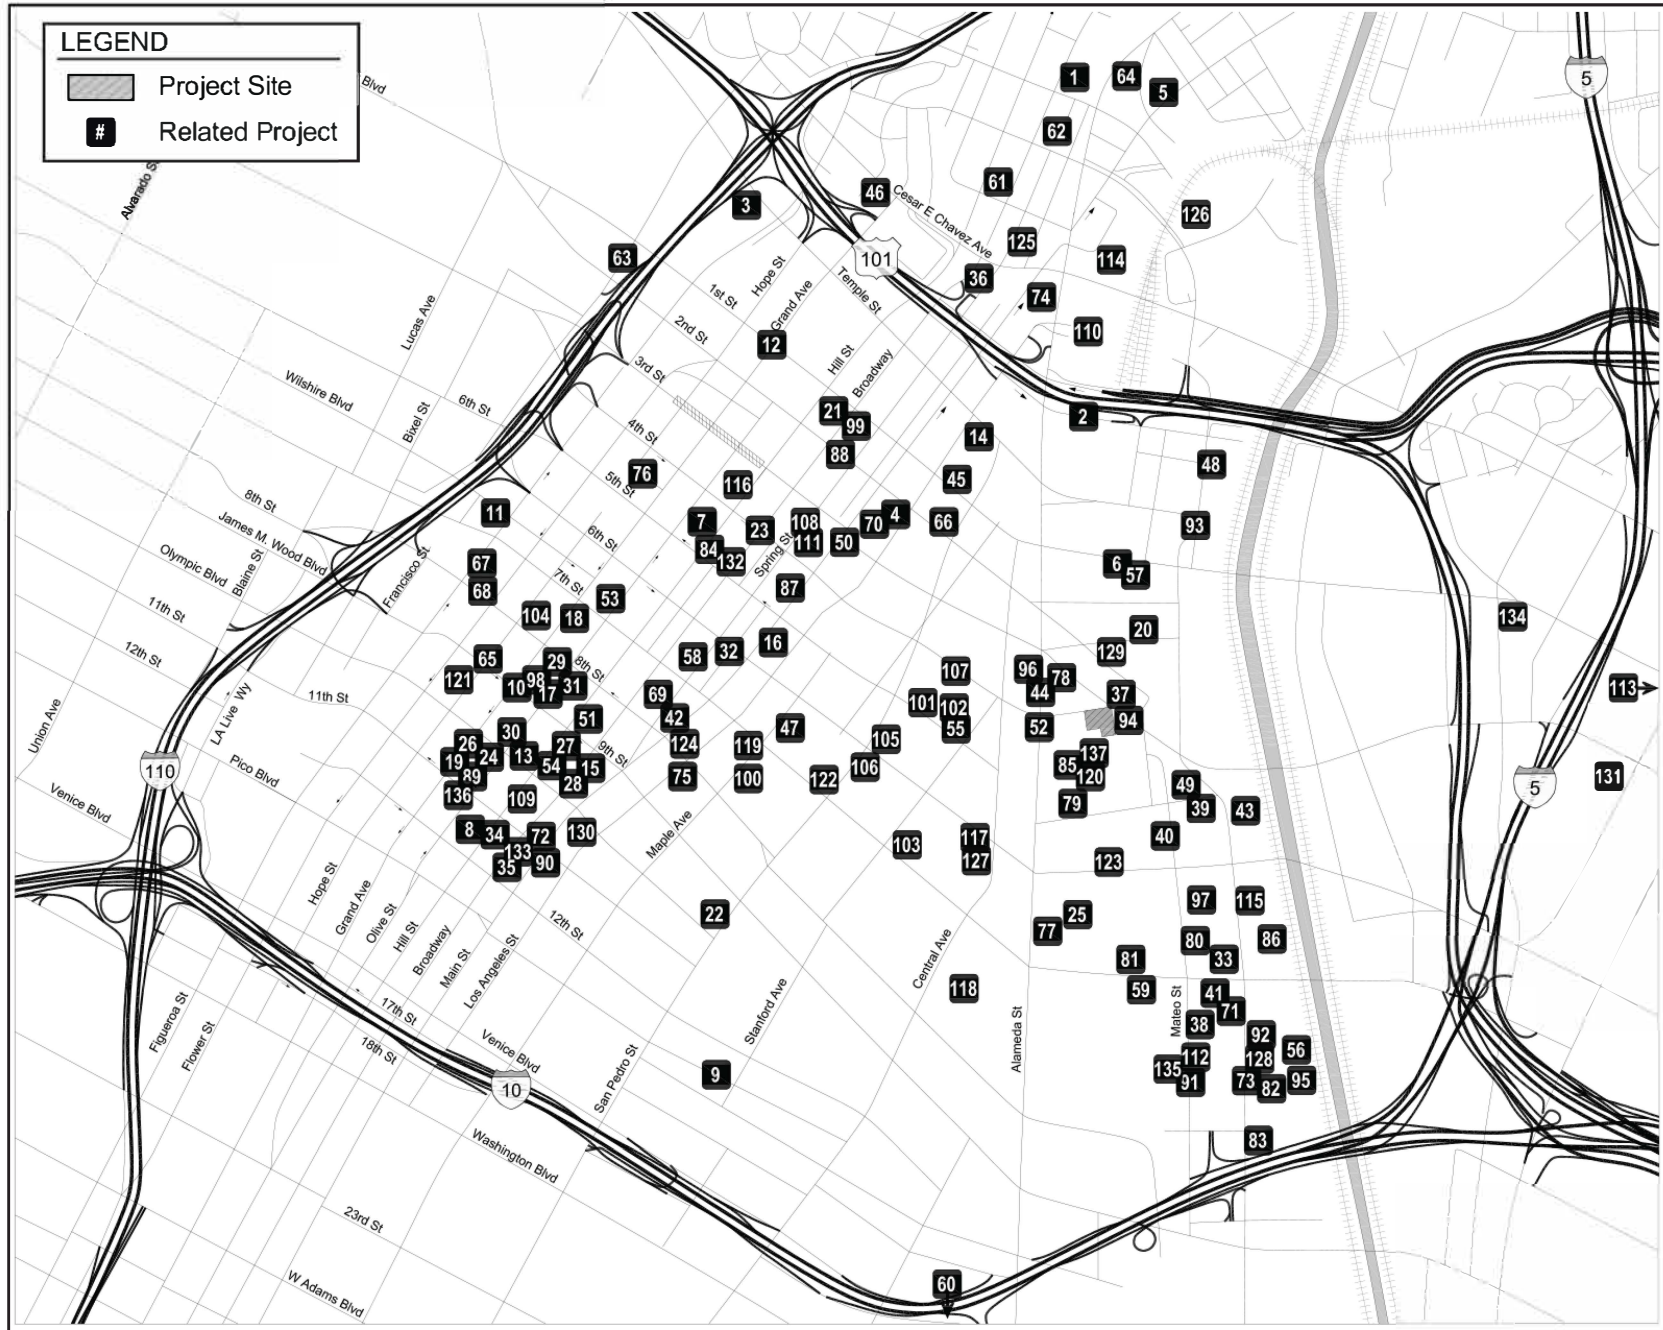 LEGEND
Project Site
# Related Project
Blvd
Alvarado St
1
64
5
5
62
61
46
Cesar E Chavez Ave
3
126
125
114
63
101
36
74
110
Hope St
Grand Ave
Temple St
1st St
2nd St
3rd St
12
Lucas Ave
Hill St
Broadway
Wilshire Blvd
6th St
Bixel St
4th St
21
99
88
14
2
48
76
5th St
116
45
11
8th St
James M. Wood Blvd
Olympic Blvd
Blaine St
Francisco St
7
23
108
111
50
70
4
66
93
84
132
Spring St
6th St
67
68
7th St
53
87
6
57
11th St
104
18
134
20
12th St
16
58
32
129
65
29
8th St
121
10
98
17
31
107
96
44
78
113
11th St
69
42
101
102
55
37
94
52
LA Live Wy
Union Ave
51
47
30
26
24
13
27
9th St
19
89
54
15
28
124
119
105
137
85
120
110
Pico Blvd
75
100
122
106
49
39
43
79
5
131
Venice Blvd
136
109
8
34
72
130
133
35
90
Maple Ave
103
117
127
40
123
Hope St
Grand Ave
Olive St
Hill St
Broadway
Main St
Los Angeles St
12th St
22
25
77
97
115
80
86
81
33
59
Central Ave
118
Stanford Ave
Alameda St
Mateo St
41
71
38
92
56
112
128
135
91
73
82
95
17th St
18th St
Figueroa St
Flower St
Venice Blvd
10
San Pedro St
9
83
Washington Blvd
23rd St
W Adams Blvd
60